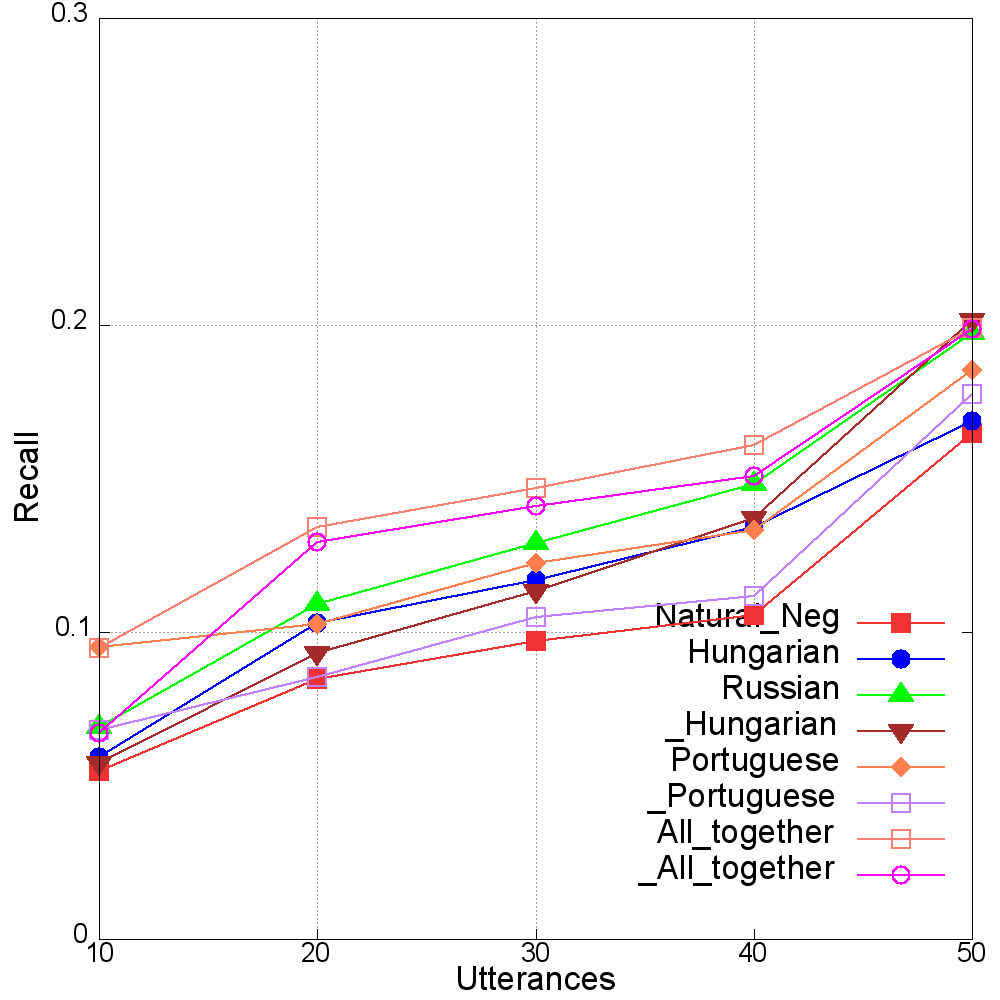 0.3
0.2
0.1
0
Recall
Natural_Neg
Hungarian
Russian
_Hungarian
Portuguese
_Portuguese
All_together
_All_together
10 20 30 40 50
Utterances